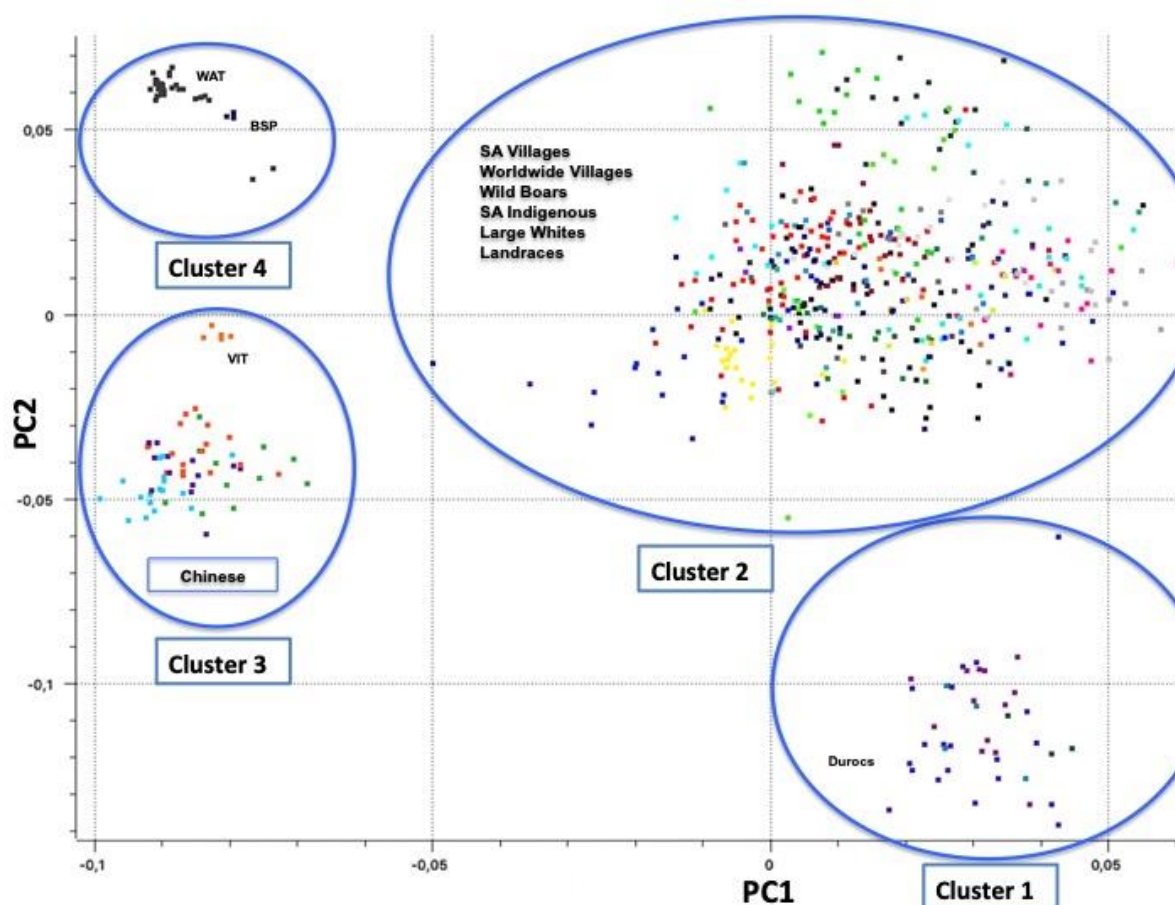 WAT
BSP
Cluster 4
SA Villages
Worldwide Villages
Wild Boars
SA Indigenous
Large Whites
Landraces
VIT
Chinese
Cluster 3
Cluster 2
Durocs
Cluster 1
PC2
0,05
0
-0,05
-0,1
-0,1
-0,05
0
0,05
PC1